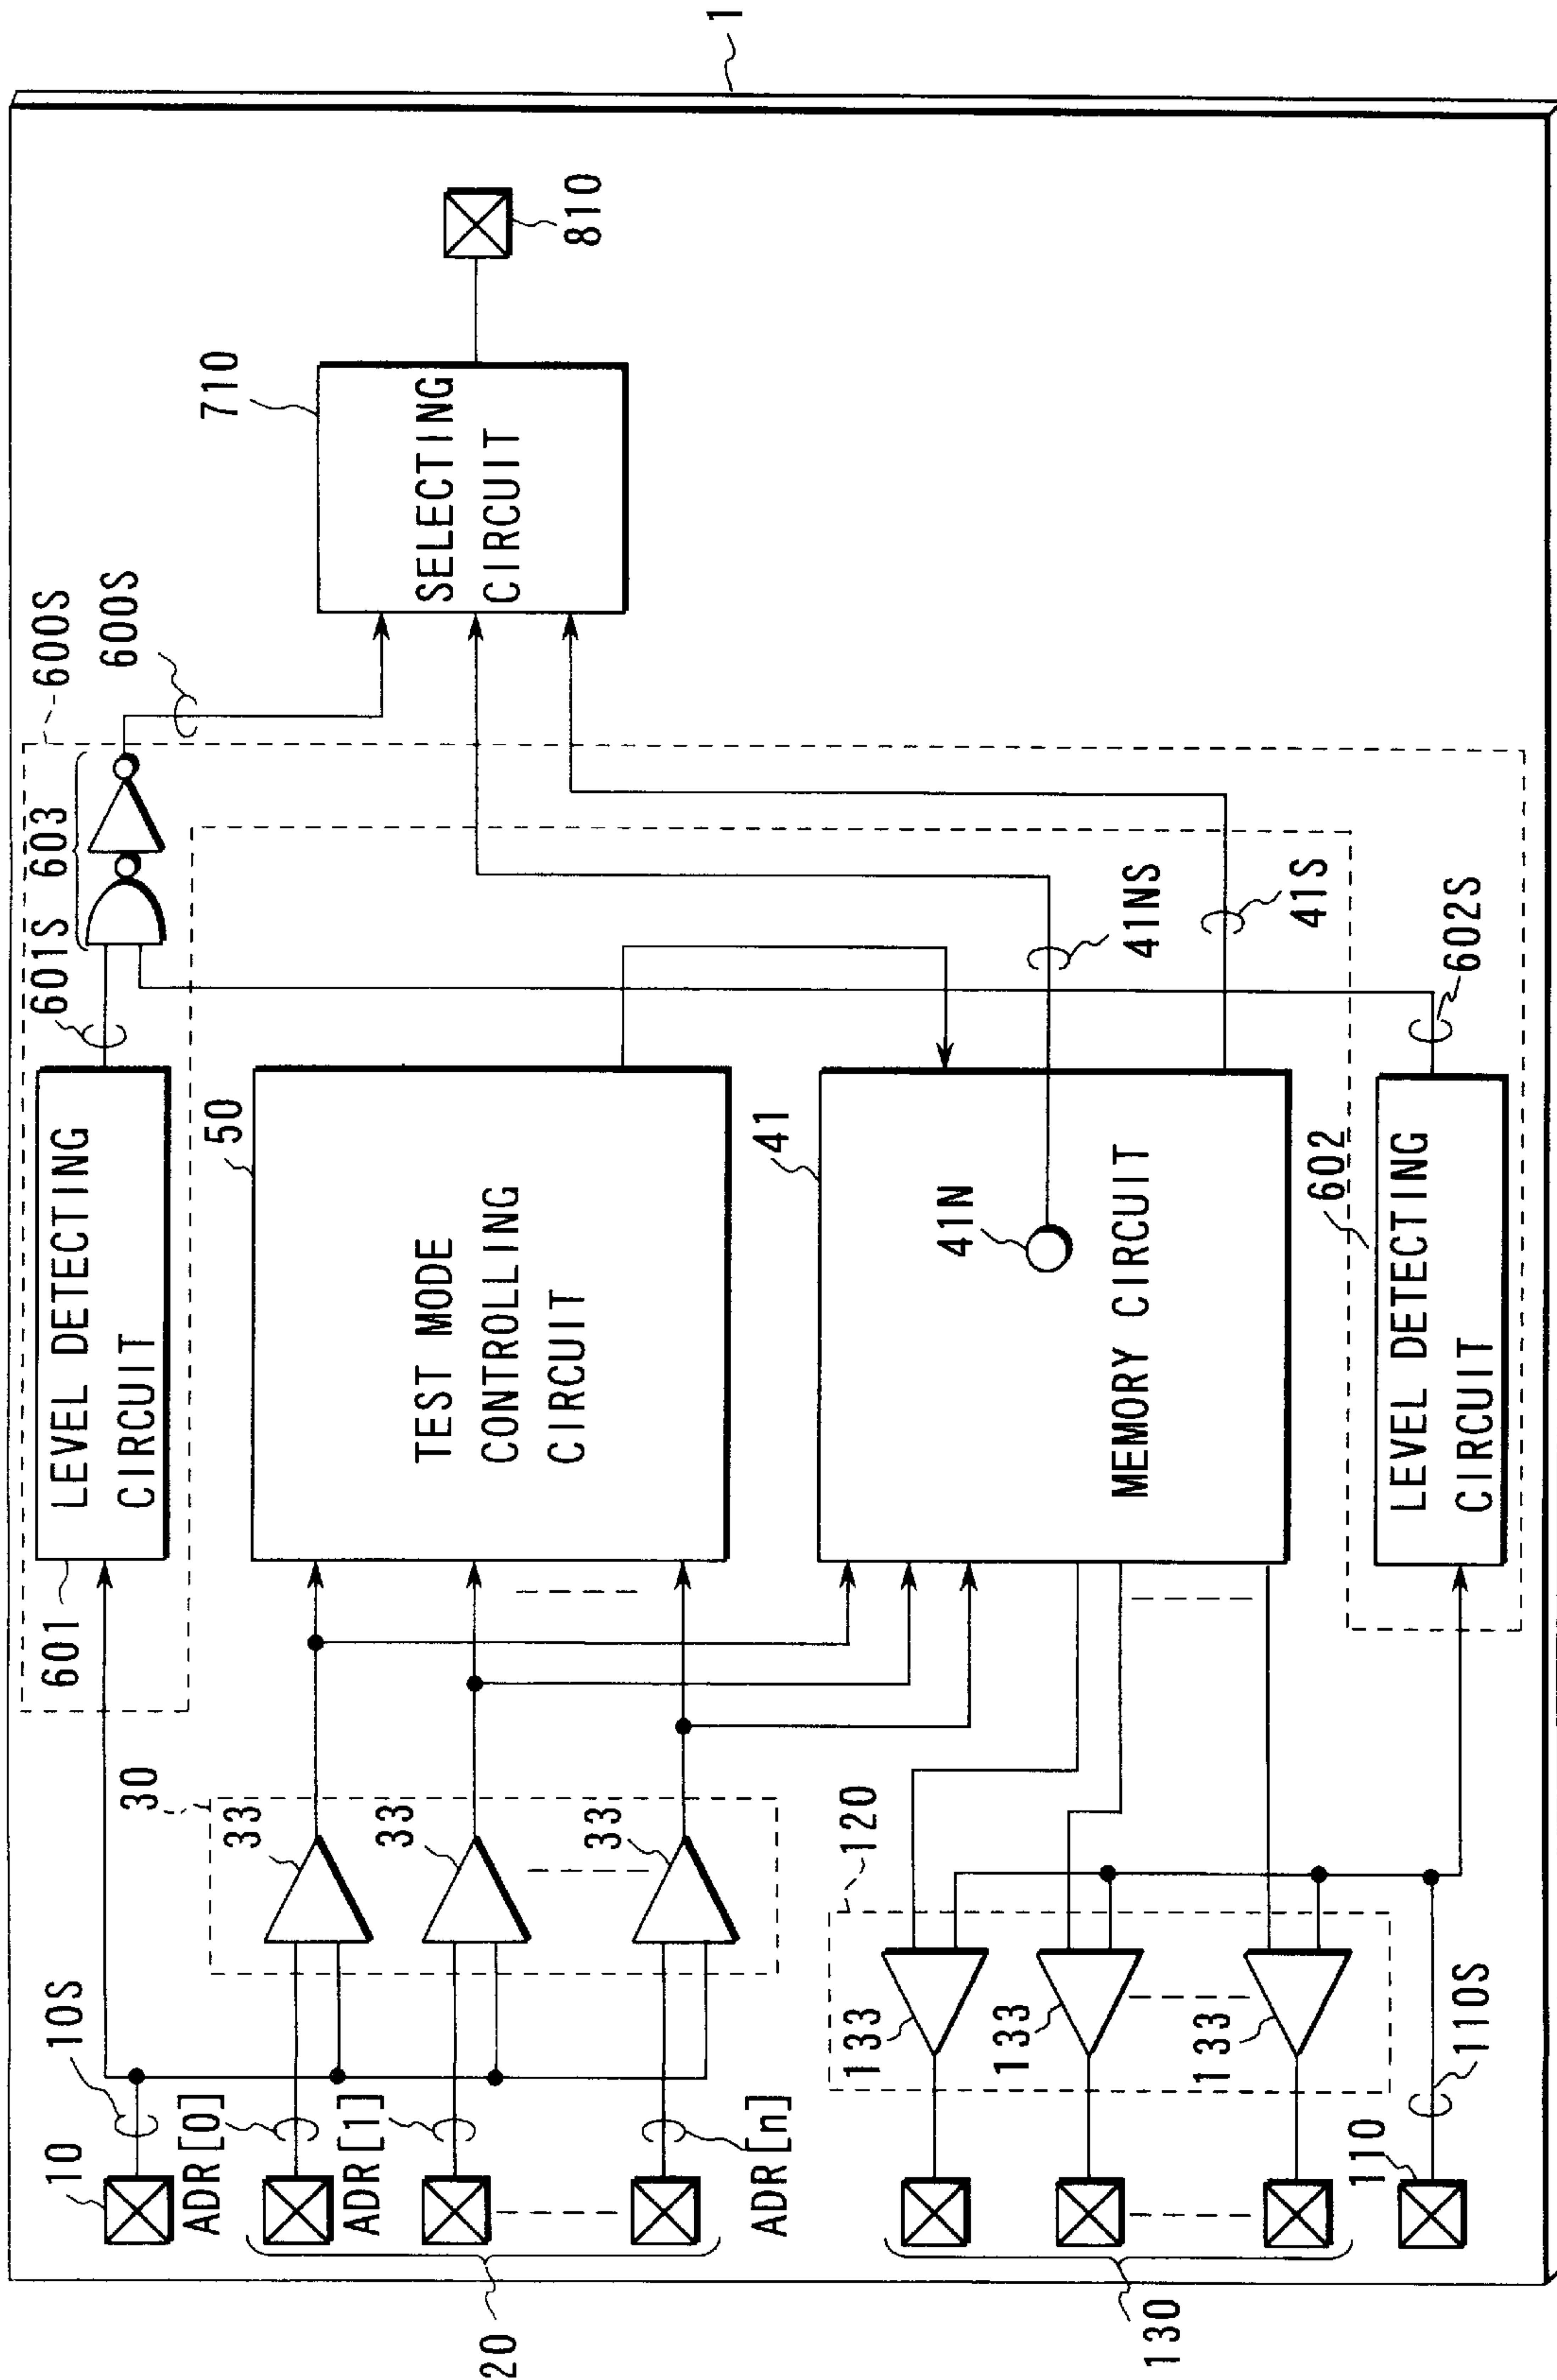 1
600S
600S
710
SELECTING
CIRCUIT
810
601S
603
601
LEVEL DETECTING
CIRCUIT
50
TEST MODE
CONTROLLING
CIRCUIT
41
41N
MEMORY CIRCUIT
41NS
41S
602S
602
LEVEL DETECTING
CIRCUIT
30
33
33
33
10
10S
ADR[0]
ADR[1]
ADR[n]
20
120
133
133
133
130
110
110S